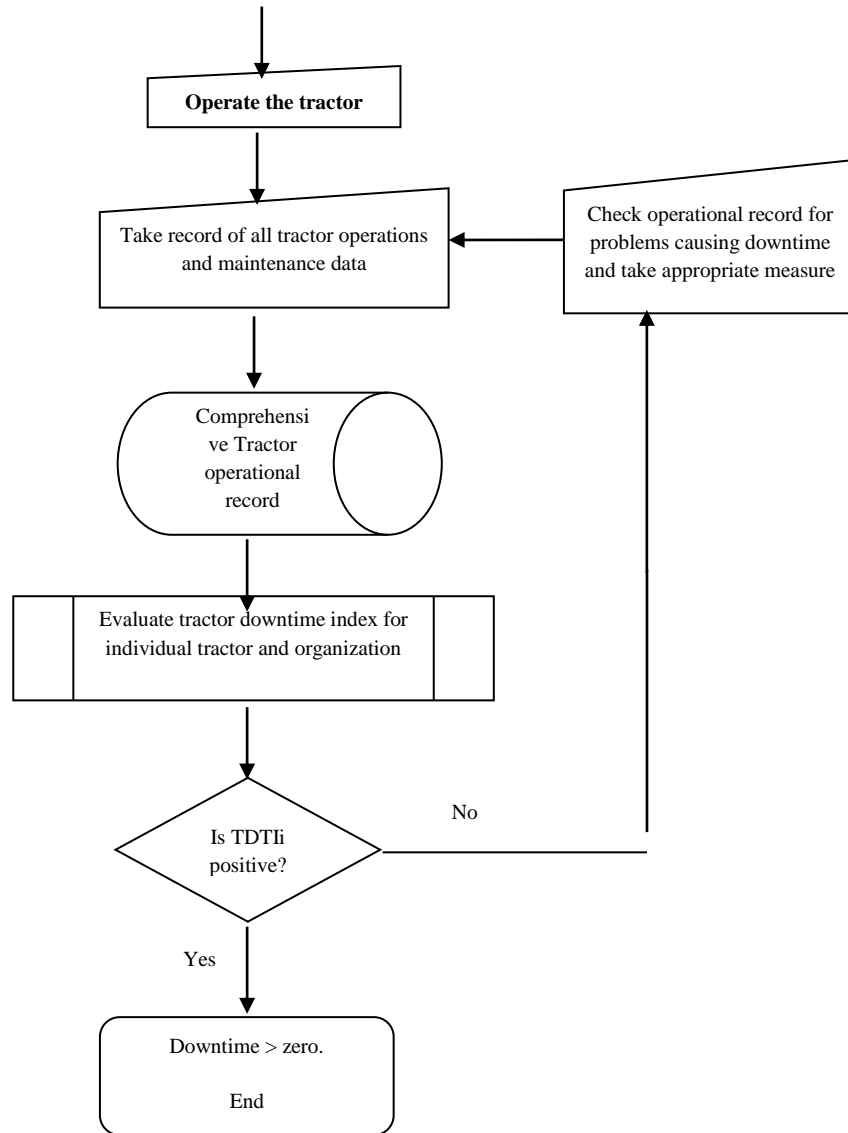 Operate the tractor
Take record of all tractor operations
and maintenance data
Check operational record for
problems causing downtime
and take appropriate measure
Comprehensi
ve Tractor
operational
record
Evaluate tractor downtime index for
individual tractor and organization
Is TDTIi
positive?
No
Yes
Downtime > zero.
End